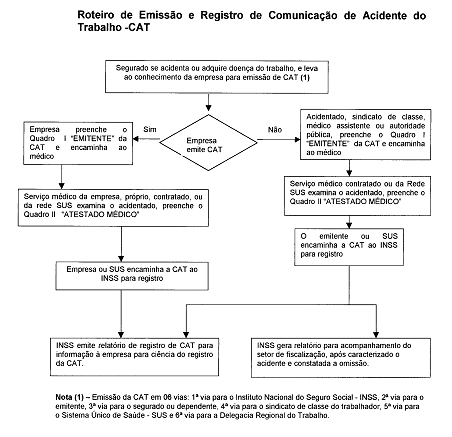 Roteiro de Emissão e Registro de Comunicação de Acidente do
Trabalho -CAT
Segurado se acidenta ou adquire doença do trabalho, e leva
ao conhecimento da empresa para emissão de CAT (1)
Empresa preenche o
Quadro I "EMITENTE" da
CAT e encaminha ao
médico
Sim
Empresa
emite CAT
Não
Acidentado, sindicato de classe,
médico assistente ou autoridade
pública, preenche o Quadro I
"EMITENTE" da CAT e encaminha
ao médico
Serviço médico da empresa, próprio, contratado, ou
da rede SUS examina o acidentado, preenche o
Quadro II "ATESTADO MÉDICO"
Serviço médico contratado ou da Rede
SUS examina o acidentado, preenche o
Quadro II "ATESTADO MÉDICO"
O emitente ou SUS
encaminha a CAT ao INSS
para registro
Empresa ou SUS encaminha a CAT ao
INSS para registro
INSS emite relatório de registro de CAT para
informação à empresa para ciência do registro
da CAT.
INSS gera relatório para acompanhamento do
setor de fiscalização, após caracterizado o
acidente e constatada a omissão.
Nota (1) – Emissão da CAT em 06 vias: 1ª via para o Instituto Nacional do Seguro Social - INSS, 2ª via para o
emitente, 3ª via para o segurado ou dependente, 4ª via para o sindicato de classe do trabalhador, 5ª via para
o Sistema Único de Saúde - SUS e 6ª via para a Delegacia Regional do Trabalho.